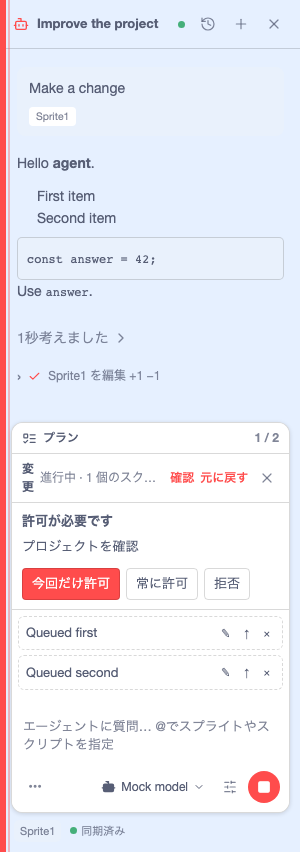 Improve the project
Make a change
Sprite1
Hello agent.
First item
Second item
const answer = 42;
Use answer.
1秒考えました
Sprite1 を編集 +1 −1
プラン 1 / 2
変更 進行中 · 1 個のスク… 確認 元に戻す
許可が必要です
プロジェクトを確認
今回だけ許可 常に許可 拒否
Queued first
Queued second
エージェントに質問… @でスプライトやス
クリプトを指定
Mock model
Sprite1 同期済み